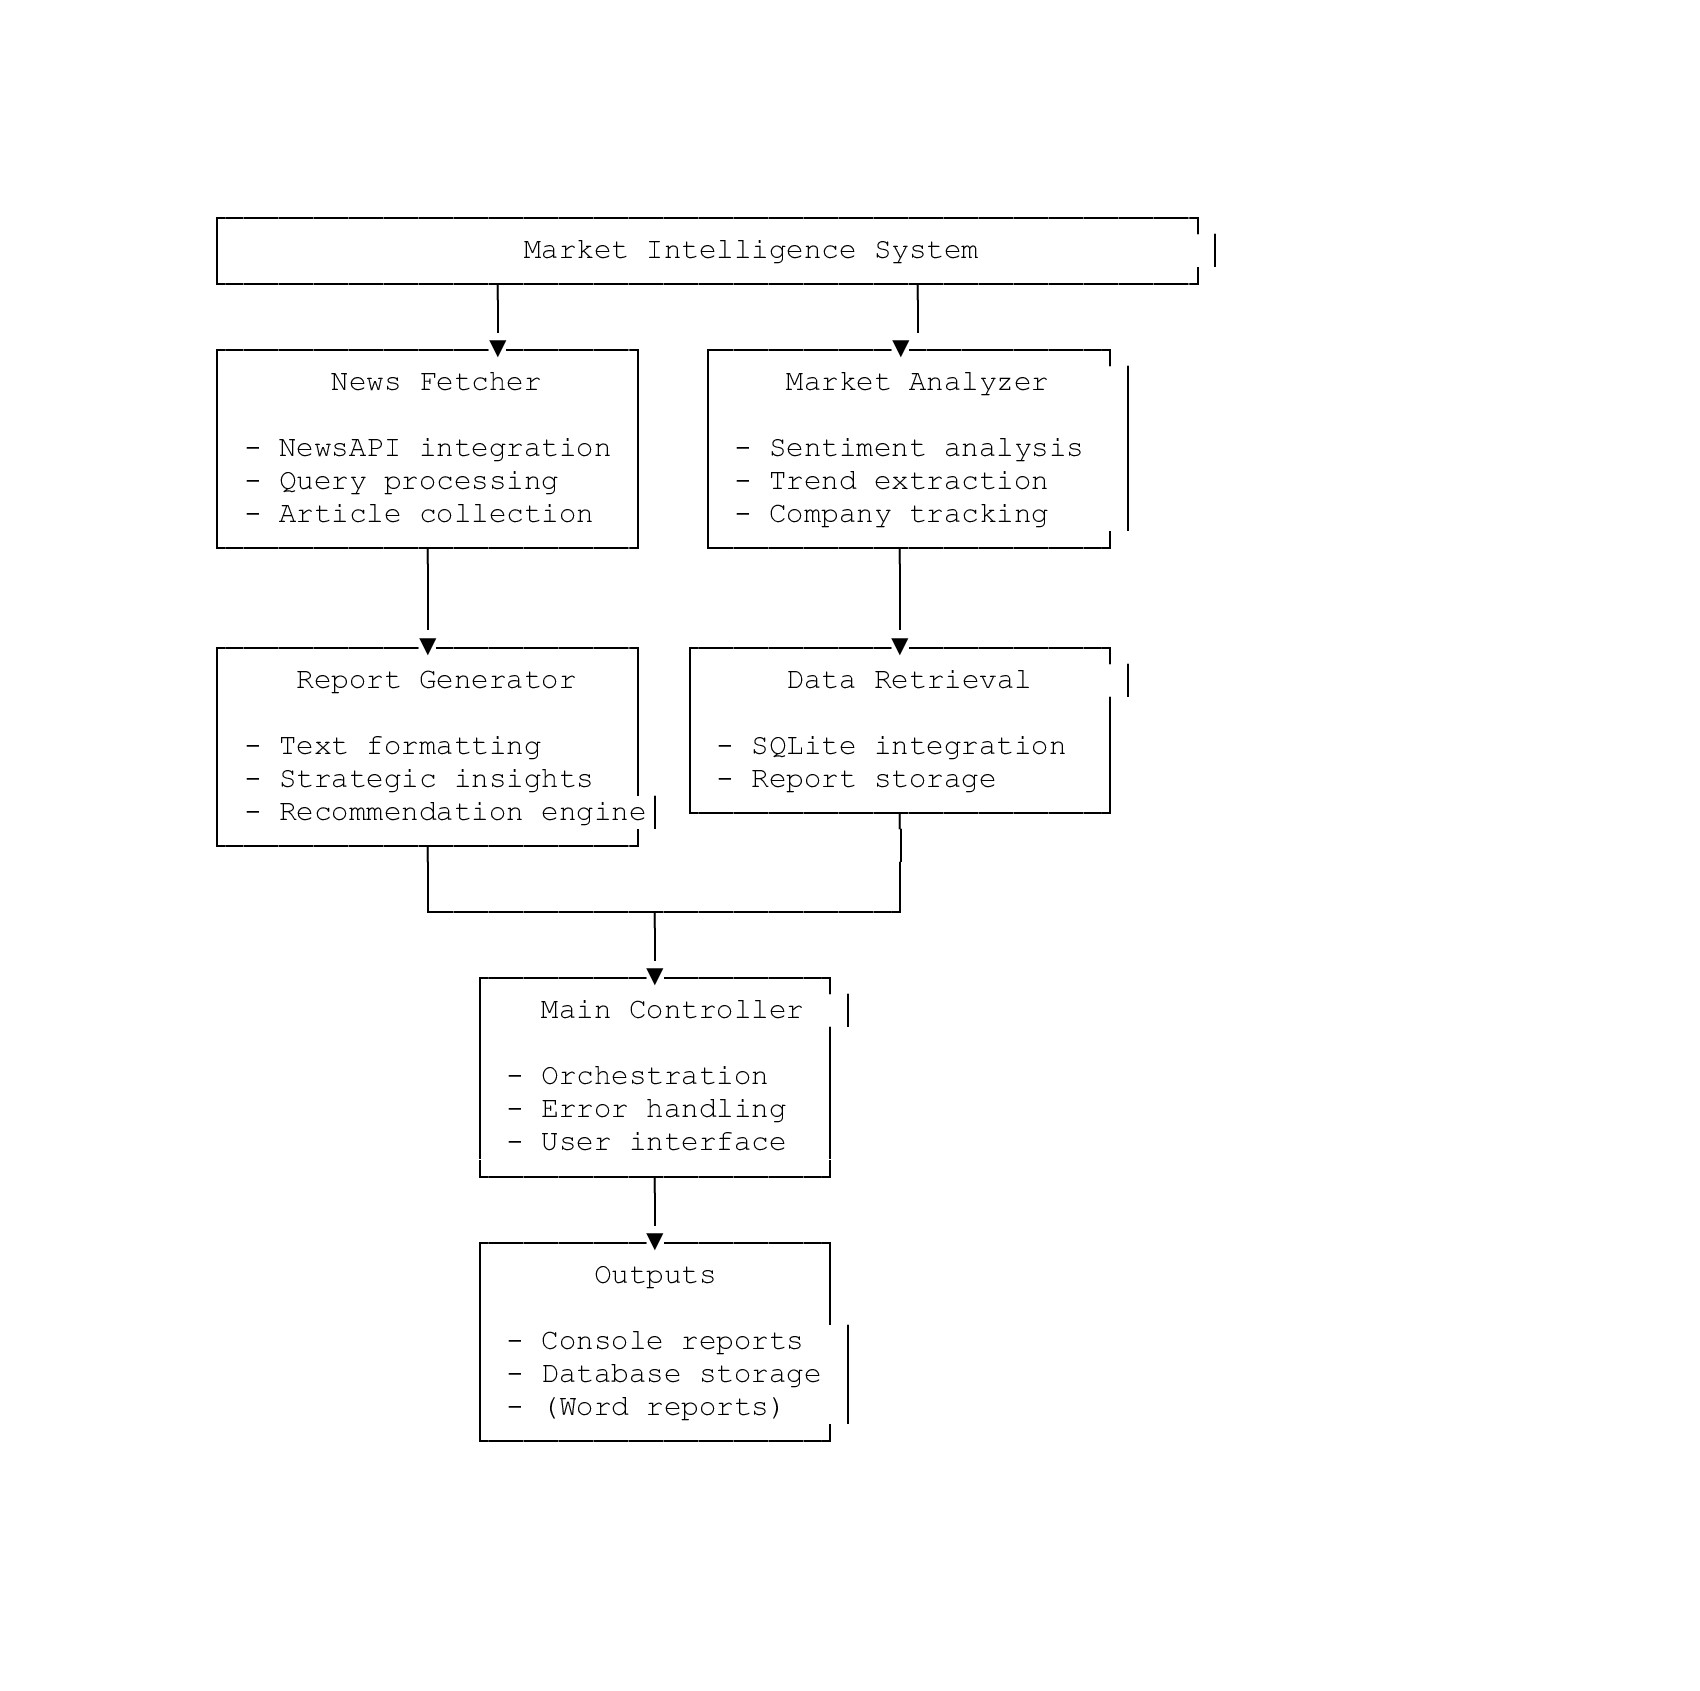 Market Intelligence System
News Fetcher
- NewsAPI integration
- Query processing
- Article collection
Market Analyzer
- Sentiment analysis
- Trend extraction
- Company tracking
Report Generator
- Text formatting
- Strategic insights
- Recommendation engine
Data Retrieval
- SQLite integration
- Report storage
Main Controller
- Orchestration
- Error handling
- User interface
Outputs
- Console reports
- Database storage
- (Word reports)